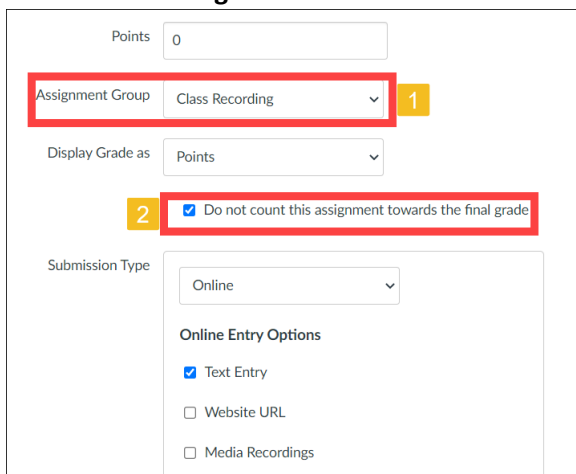 Points 0
Assignment Group Class Recording 1
Display Grade as Points
2 Do not count this assignment towards the final grade
Submission Type
Online
Online Entry Options
Text Entry
Website URL
Media Recordings